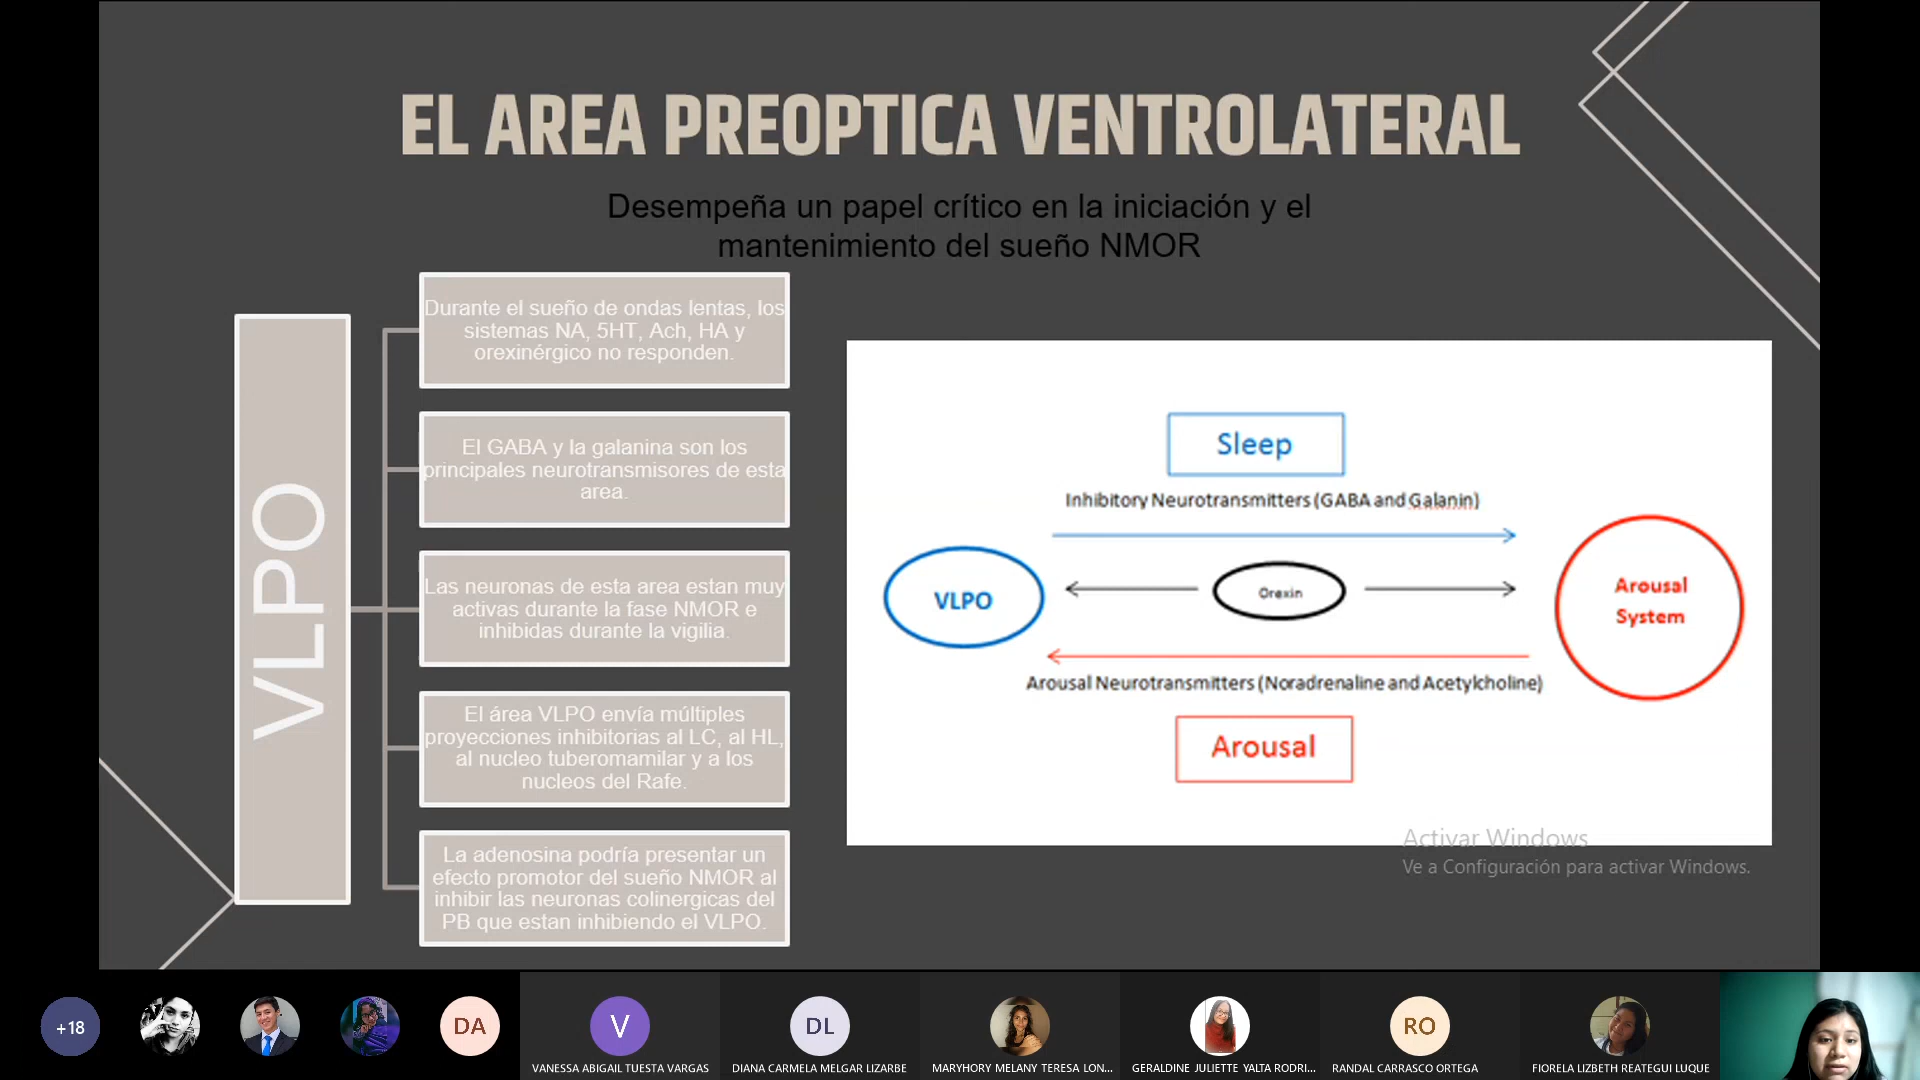 EL AREA PREOPTICA VENTROLATERAL
Desempeña un papel crítico en la iniciación y el
mantenimiento del sueño NMOR
VLPO
Durante el sueño de ondas lentas, los
sistemas NA, 5HT, Ach, HA y
orexinérgico no responden.
El GABA y la galanina son los
principales neurotransmisores de esta
area.
Las neuronas de esta area estan muy
activas durante la fase NMOR e
inhibidas durante la vigilia.
El área VLPO envía múltiples
proyecciones inhibitorias al LC, al HL,
al nucleo tuberomamilar y a los
nucleos del Rafe.
La adenosina podría presentar un
efecto promotor del sueño NMOR al
inhibir las neuronas colinergicas del
PB que estan inhibiendo el VLPO.
Sleep
Inhibitory Neurotransmitters (GABA and Galanin)
VLPO
Orexin
Arousal
System
Arousal Neurotransmitters (Noradrenaline and Acetylcholine)
Arousal
Activar Windows
Ve a Configuración para activar Windows.
+18
DA
V
VANESSA ABIGAIL TUESTA VARGAS
DL
DIANA CARMELA MELGAR LIZARBE
MARYHORY MELANY TERESA LON...
GERALDINE JULIETTE YALTA RODRI...
RO
RANDAL CARRASCO ORTEGA
FIORELA LIZBETH REATEGUI LUQUE